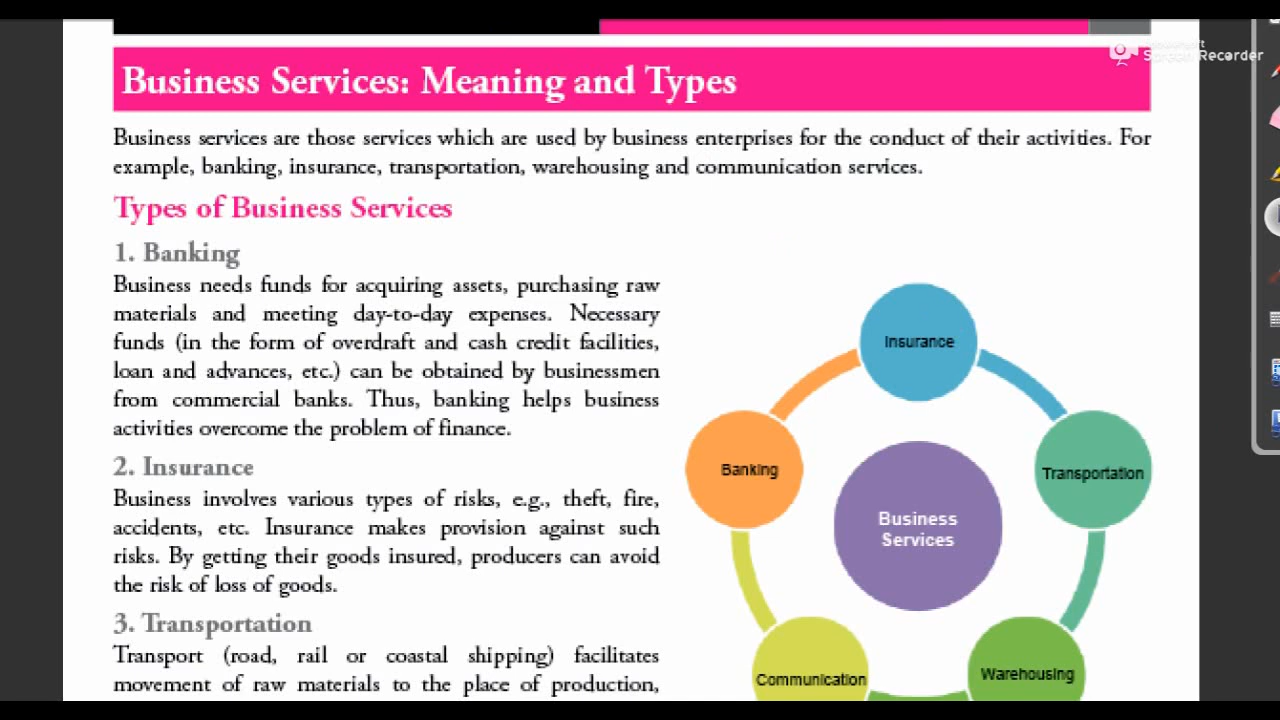 Screen Recorder
Business Services: Meaning and Types
Business services are those services which are used by business enterprises for the conduct of their activities. For
example, banking, insurance, transportation, warehousing and communication services.
Types of Business Services
1. Banking
Business needs funds for acquiring assets, purchasing raw
materials and meeting day-to-day expenses. Necessary
funds (in the form of overdraft and cash credit facilities,
loan and advances, etc.) can be obtained by businessmen
from commercial banks. Thus, banking helps business
activities overcome the problem of finance.
2. Insurance
Business involves various types of risks, e.g., theft, fire,
accidents, etc. Insurance makes provision against such
risks. By getting their goods insured, producers can avoid
the risk of loss of goods.
3. Transportation
Transport (road, rail or coastal shipping) facilitates
movement of raw materials to the place of production,
Insurance
Banking
Transportation
Business
Services
Communication
Warehousing